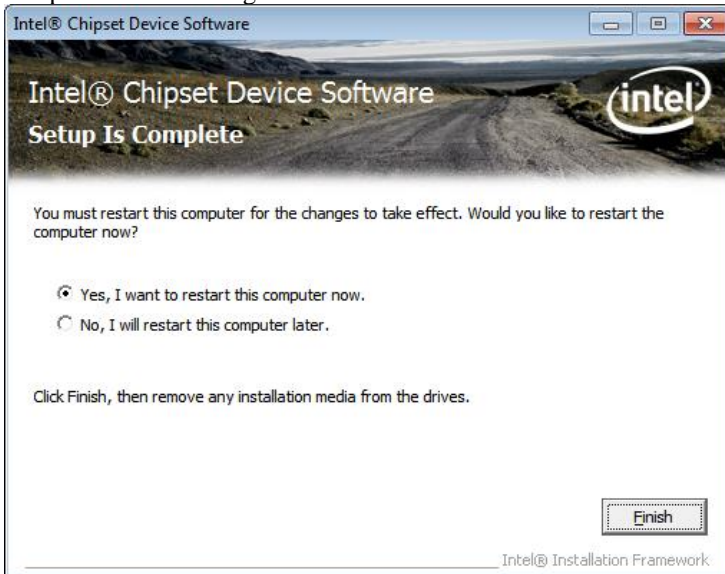 Intel® Chipset Device Software
Intel® Chipset Device Software
intel
Setup Is Complete
You must restart this computer for the changes to take effect. Would you like to restart the
computer now?
Yes, I want to restart this computer now.
No, I will restart this computer later.
Click Finish, then remove any installation media from the drives.
Finish
Intel® Installation Framework